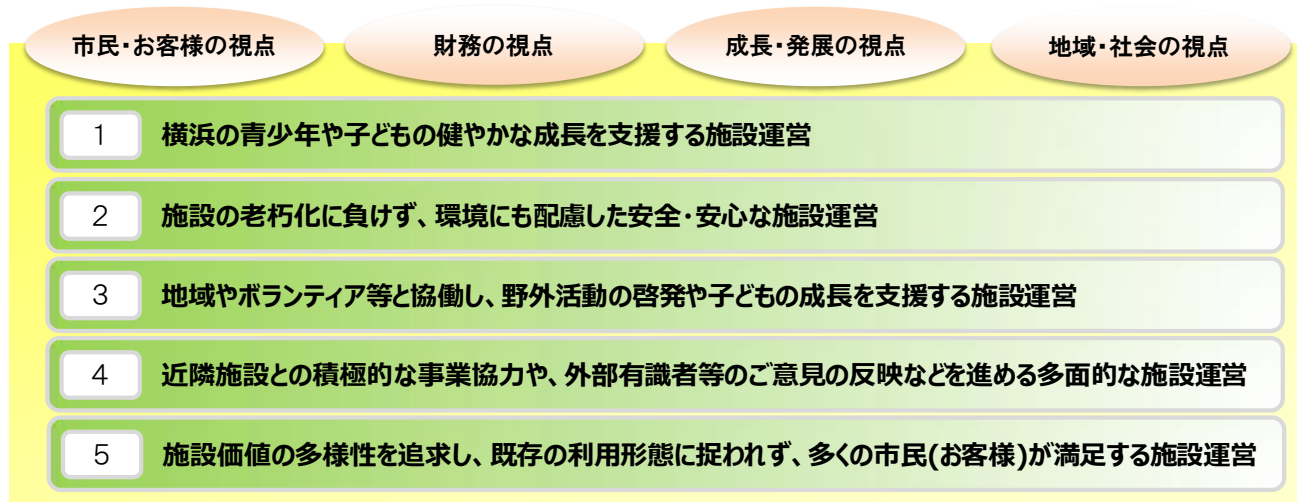 市民・お客様の視点
財務の視点
成長・発展の視点
地域・社会の視点
1 横浜の青少年や子どもの健やかな成長を支援する施設運営
2 施設の老朽化に負けず、環境にも配慮した安全・安心な施設運営
3 地域やボランティア等と協働し、野外活動の啓発や子どもの成長を支援する施設運営
4 近隣施設との積極的な事業協力や、外部有識者等のご意見の反映などを進める多面的な施設運営
5 施設価値の多様性を追求し、既存の利用形態に捉われず、多くの市民(お客様)が満足する施設運営